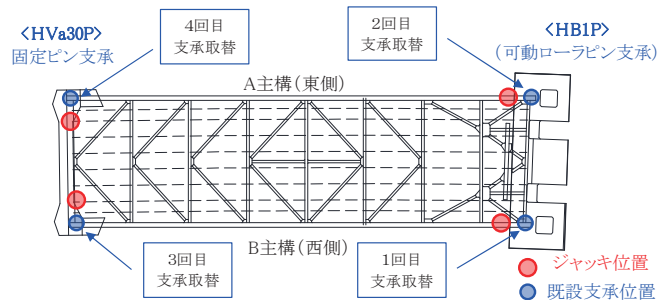 <HVa30P>
固定ピン支承
4回目
支承取替
2回目
支承取替
<HB1P>
(可動ローラピン支承)
A主構(東側)
B主構(西側)
3回目
支承取替
1回目
支承取替
ジャッキ位置
既設支承位置